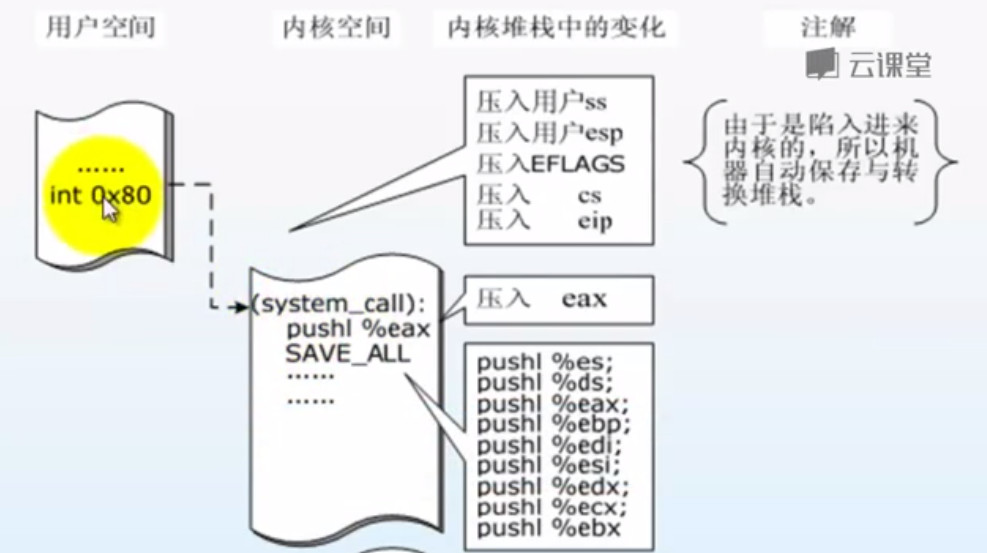 用户空间
内核空间
内核堆栈中的变化
注解
云课堂
......
int 0x80
压入用户ss
压入用户esp
压入EFLAGS
压入 cs
压入 eip
由于是陷入进来
内核的，所以机
器自动保存与转
换堆栈。
(system_call):
pushl %eax
SAVE_ALL
......
......
压入 eax
pushl %es;
pushl %ds;
pushl %eax;
pushl %ebp;
pushl %edi;
pushl %esi;
pushl %edx;
pushl %ecx;
pushl %ebx